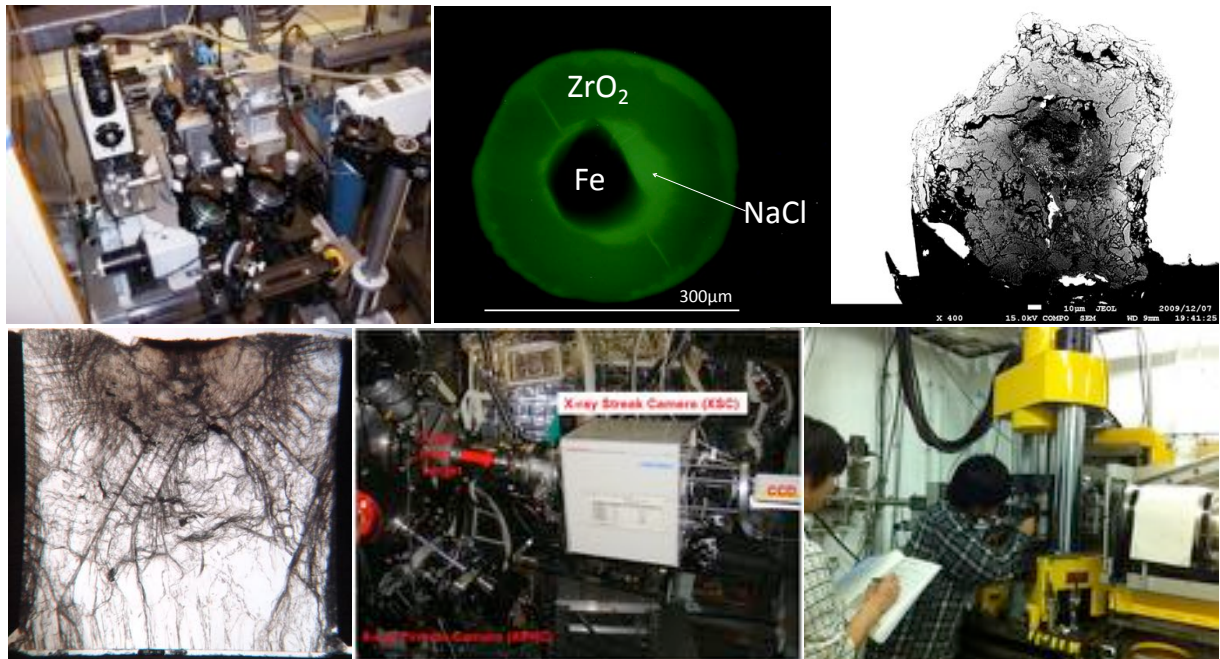 ZrO₂
Fe
NaCl
300μm
10μm JEOL 2009/12/07
X 400 15.0kV COMPO SEM WD 9mm 19:41:25
X-ray Streak Camera (XSC)
Target
CCD